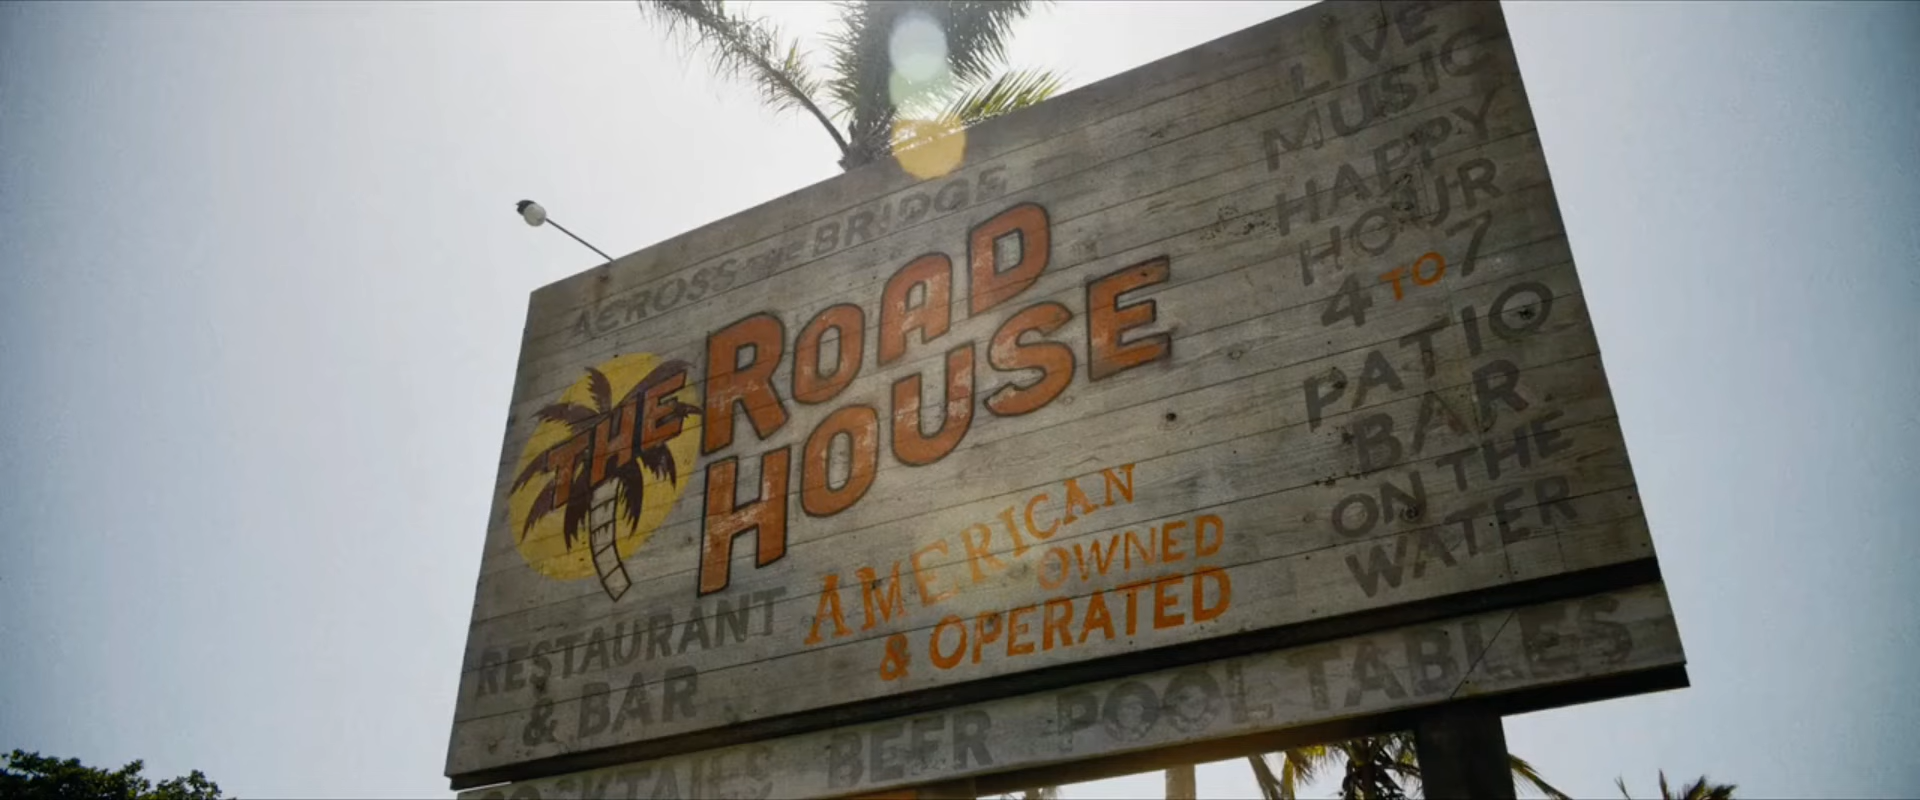 ACROSS THE BRIDGE
THE ROAD
HOUSE
AMERICAN
OWNED
& OPERATED
RESTAURANT
& BAR
LIVE
MUSIC
HAPPY
HOUR
4 TO 7
PATIO
BAR
ON THE
WATER
COCKTAILS BEER POOL TABLES